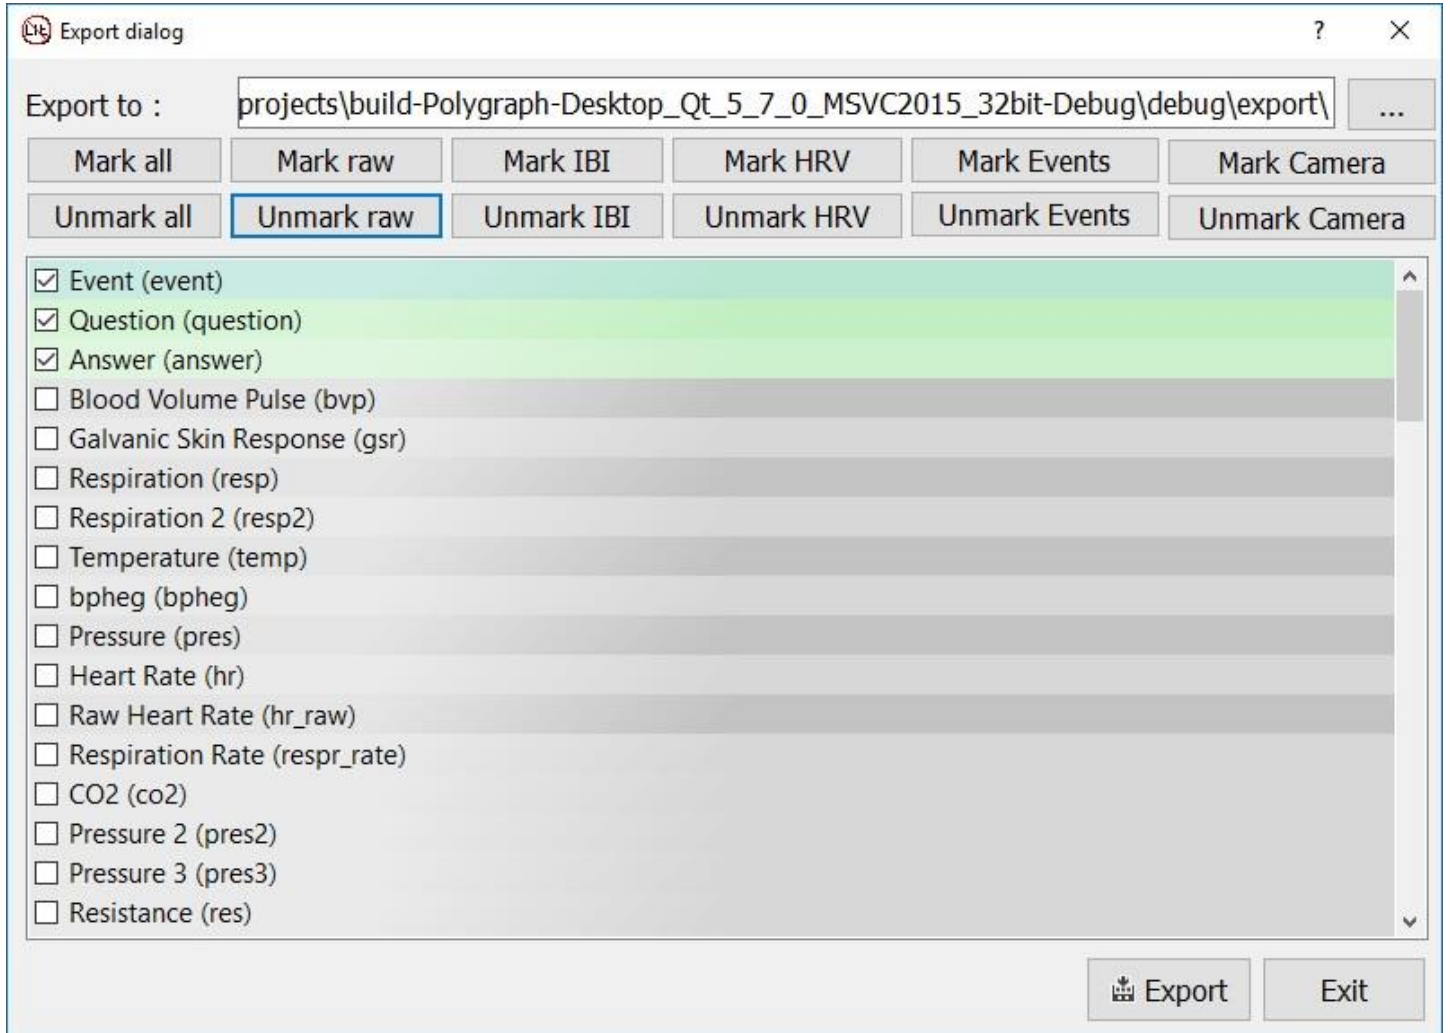 Export dialog
?
Export to :
projects\build-Polygraph-Desktop_Qt_5_7_0_MSVC2015_32bit-Debug\debug\export\
...
Mark all
Mark raw
Mark IBI
Mark HRV
Mark Events
Mark Camera
Unmark all
Unmark raw
Unmark IBI
Unmark HRV
Unmark Events
Unmark Camera
Event (event)
Question (question)
Answer (answer)
Blood Volume Pulse (bvp)
Galvanic Skin Response (gsr)
Respiration (resp)
Respiration 2 (resp2)
Temperature (temp)
bpheg (bpheg)
Pressure (pres)
Heart Rate (hr)
Raw Heart Rate (hr_raw)
Respiration Rate (respr_rate)
CO2 (co2)
Pressure 2 (pres2)
Pressure 3 (pres3)
Resistance (res)
Export
Exit